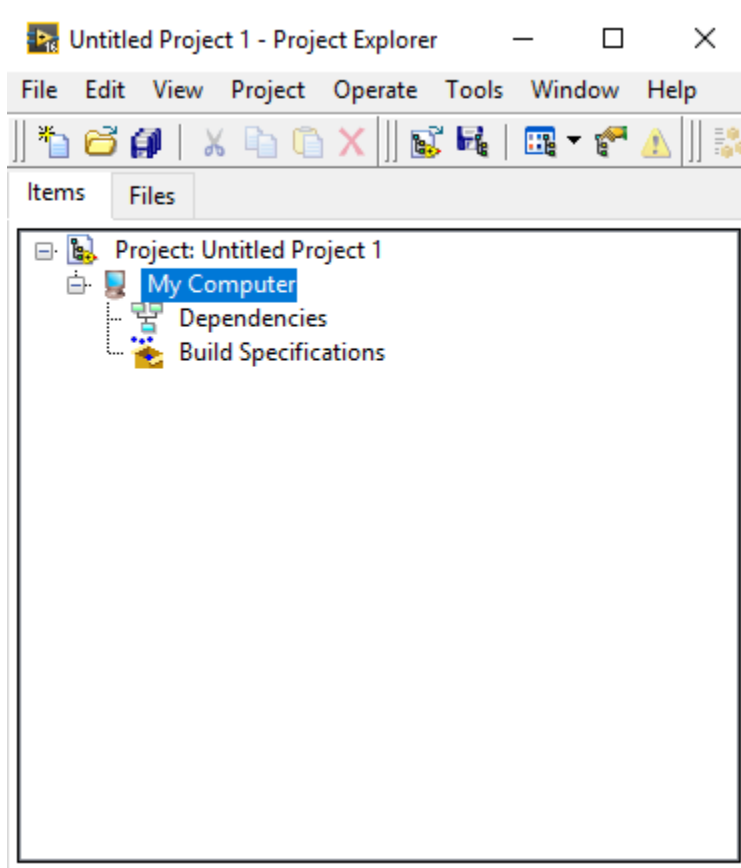 Untitled Project 1 - Project Explorer
File Edit View Project Operate Tools Window Help
Items Files
Project: Untitled Project 1
My Computer
Dependencies
Build Specifications